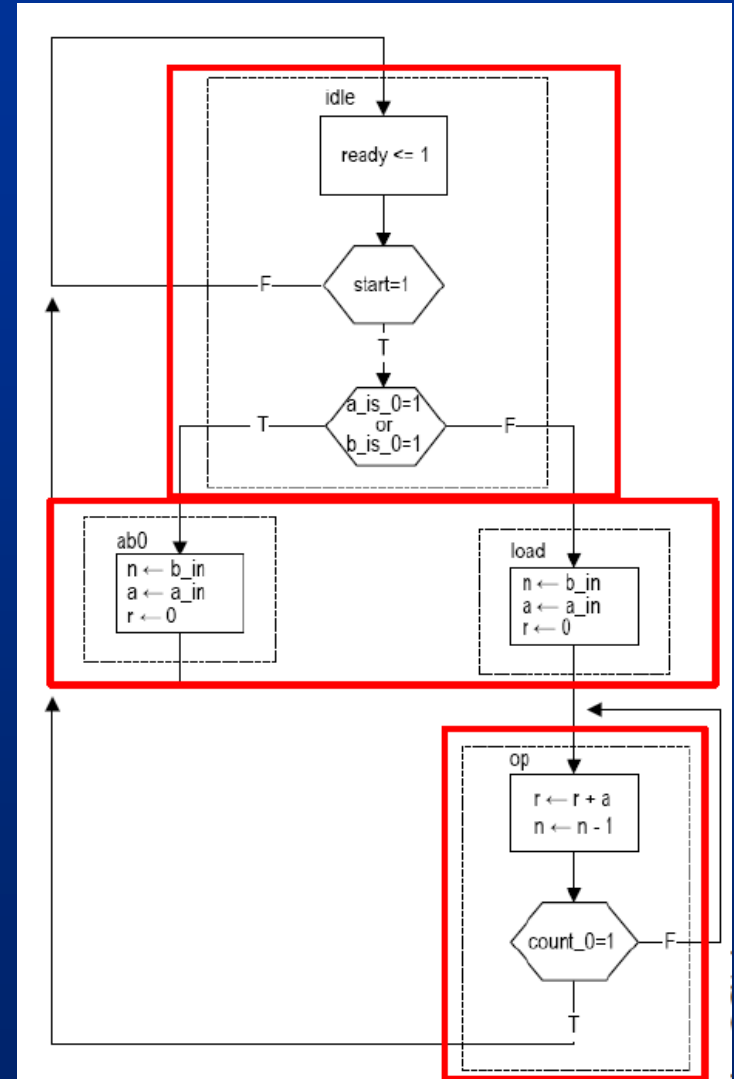 idle
ready <= 1
start=1
F
T
a_is_0=1
or
b_is_0=1
T
F
ab0
n ← b_in
a ← a_in
r ← 0
load
n ← b_in
a ← a_in
r ← 0
op
r ← r + a
n ← n - 1
count_0=1
F
T